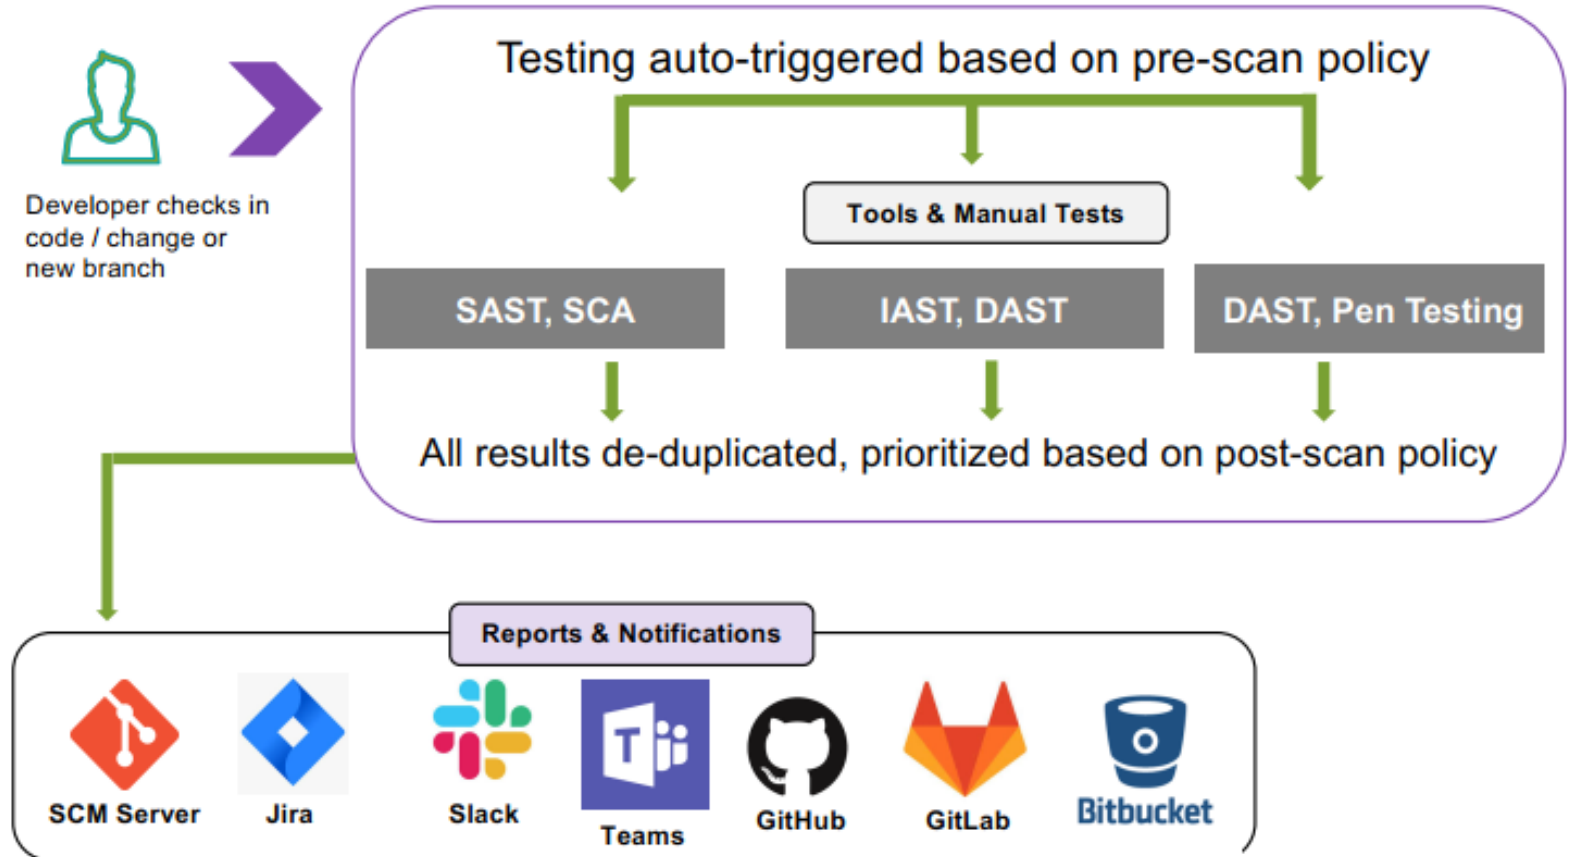 Testing auto-triggered based on pre-scan policy
Developer checks in
code / change or
new branch
Tools & Manual Tests
SAST, SCA
IAST, DAST
DAST, Pen Testing
All results de-duplicated, prioritized based on post-scan policy
Reports & Notifications
T
SCM Server
Jira
Slack
Teams
GitHub
GitLab
Bitbucket